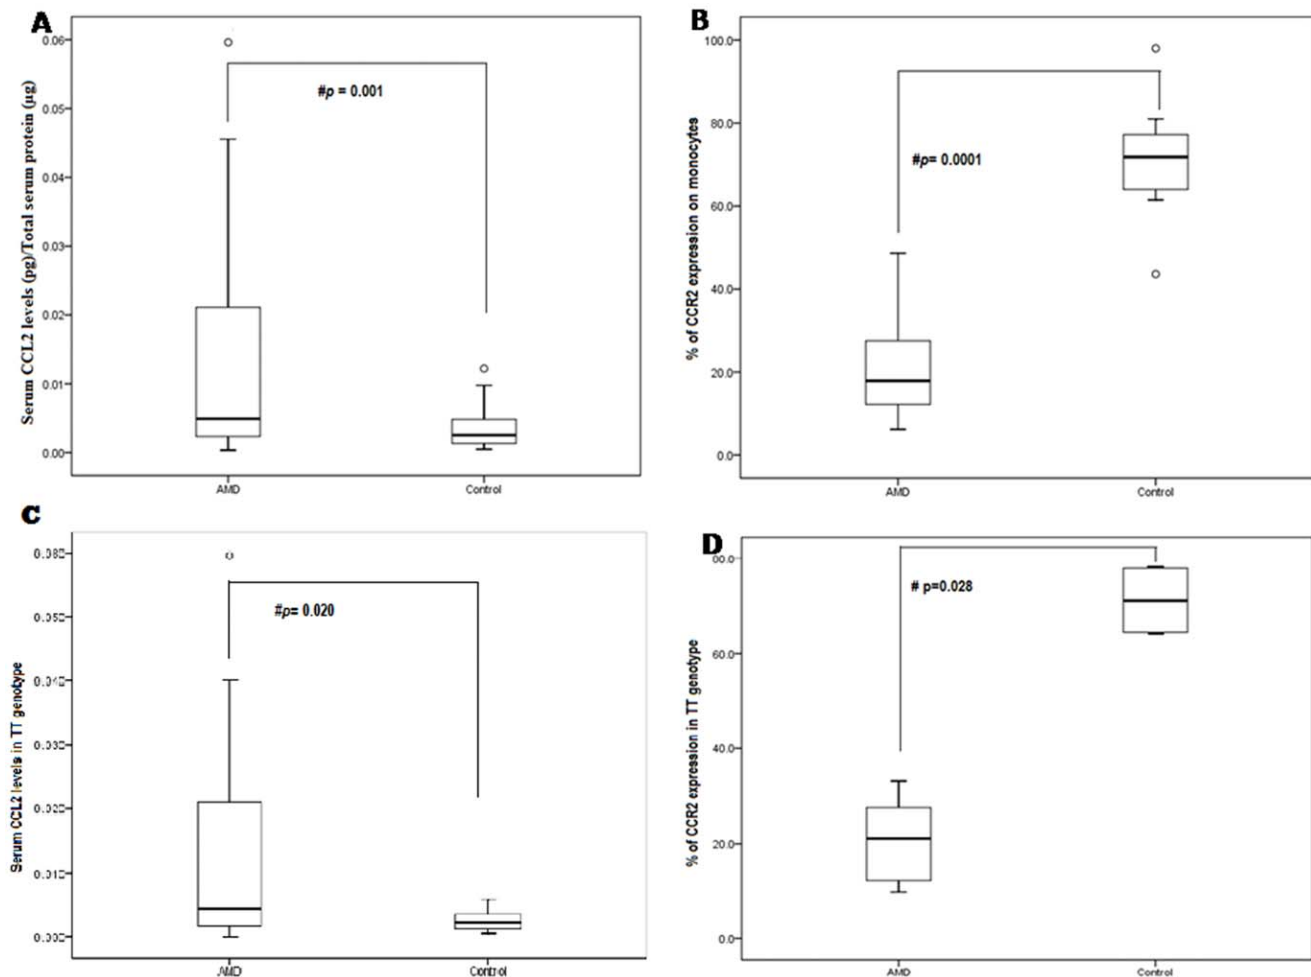 A
Serum CCL2 levels (pg)/Total serum protein (µg)
0.06
0.05
0.04
0.03
0.02
0.01
0.00
#p = 0.001
AMD
Control
B
% of CCR2 expression on monocytes
100.0
80.0
60.0
40.0
20.0
0.0
#p= 0.0001
AMD
Control
C
Serum CCL2 levels in TT genotype
#p= 0.020
AMD
Control
D
% of CCR2 expression in TT genotype
80.0
60.0
40.0
20.0
0.0
# p=0.028
AMD
Control